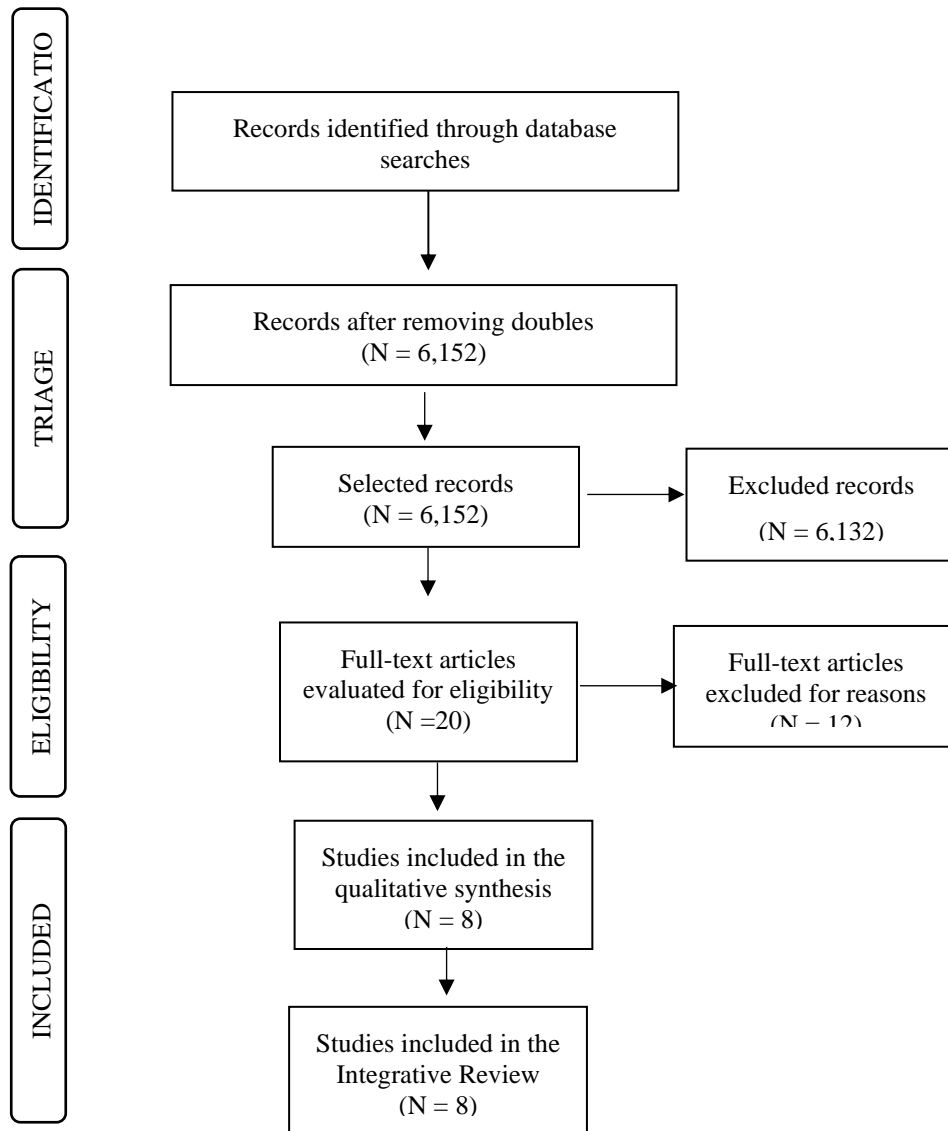 IDENTIFICATIO
Records identified through database
searches
TRIAGE
Records after removing doubles
(N = 6,152)
Selected records
(N = 6,152)
Excluded records
(N = 6,132)
ELIGIBILITY
Full-text articles
evaluated for eligibility
(N =20)
Full-text articles
excluded for reasons
(N = 12)
INCLUDED
Studies included in the
qualitative synthesis
(N = 8)
Studies included in the
Integrative Review
(N = 8)